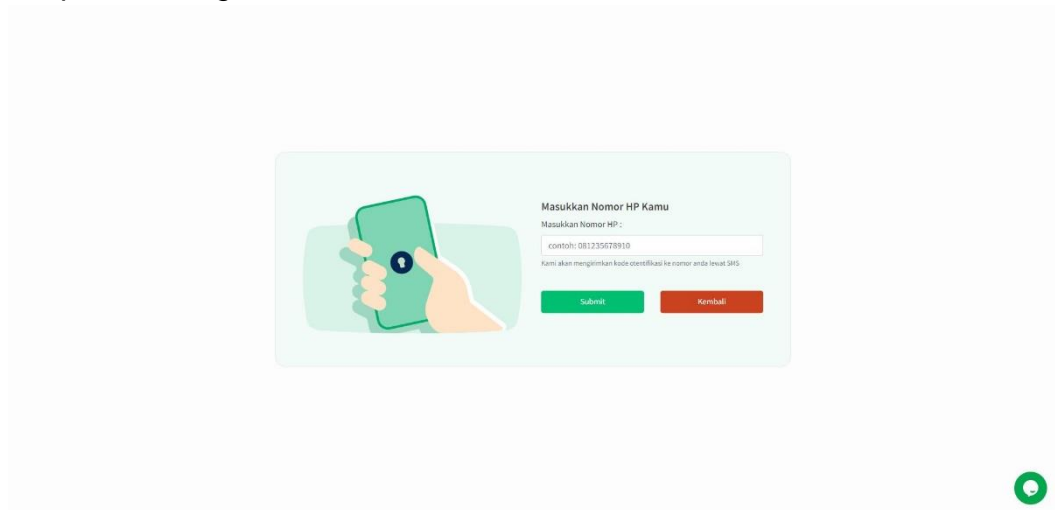 Masukkan Nomor HP Kamu
Masukkan Nomor HP :
contoh: 081235678910
Kami akan mengirimkan kode otentifikasi ke nomor anda lewat SMS
Submit Kembali